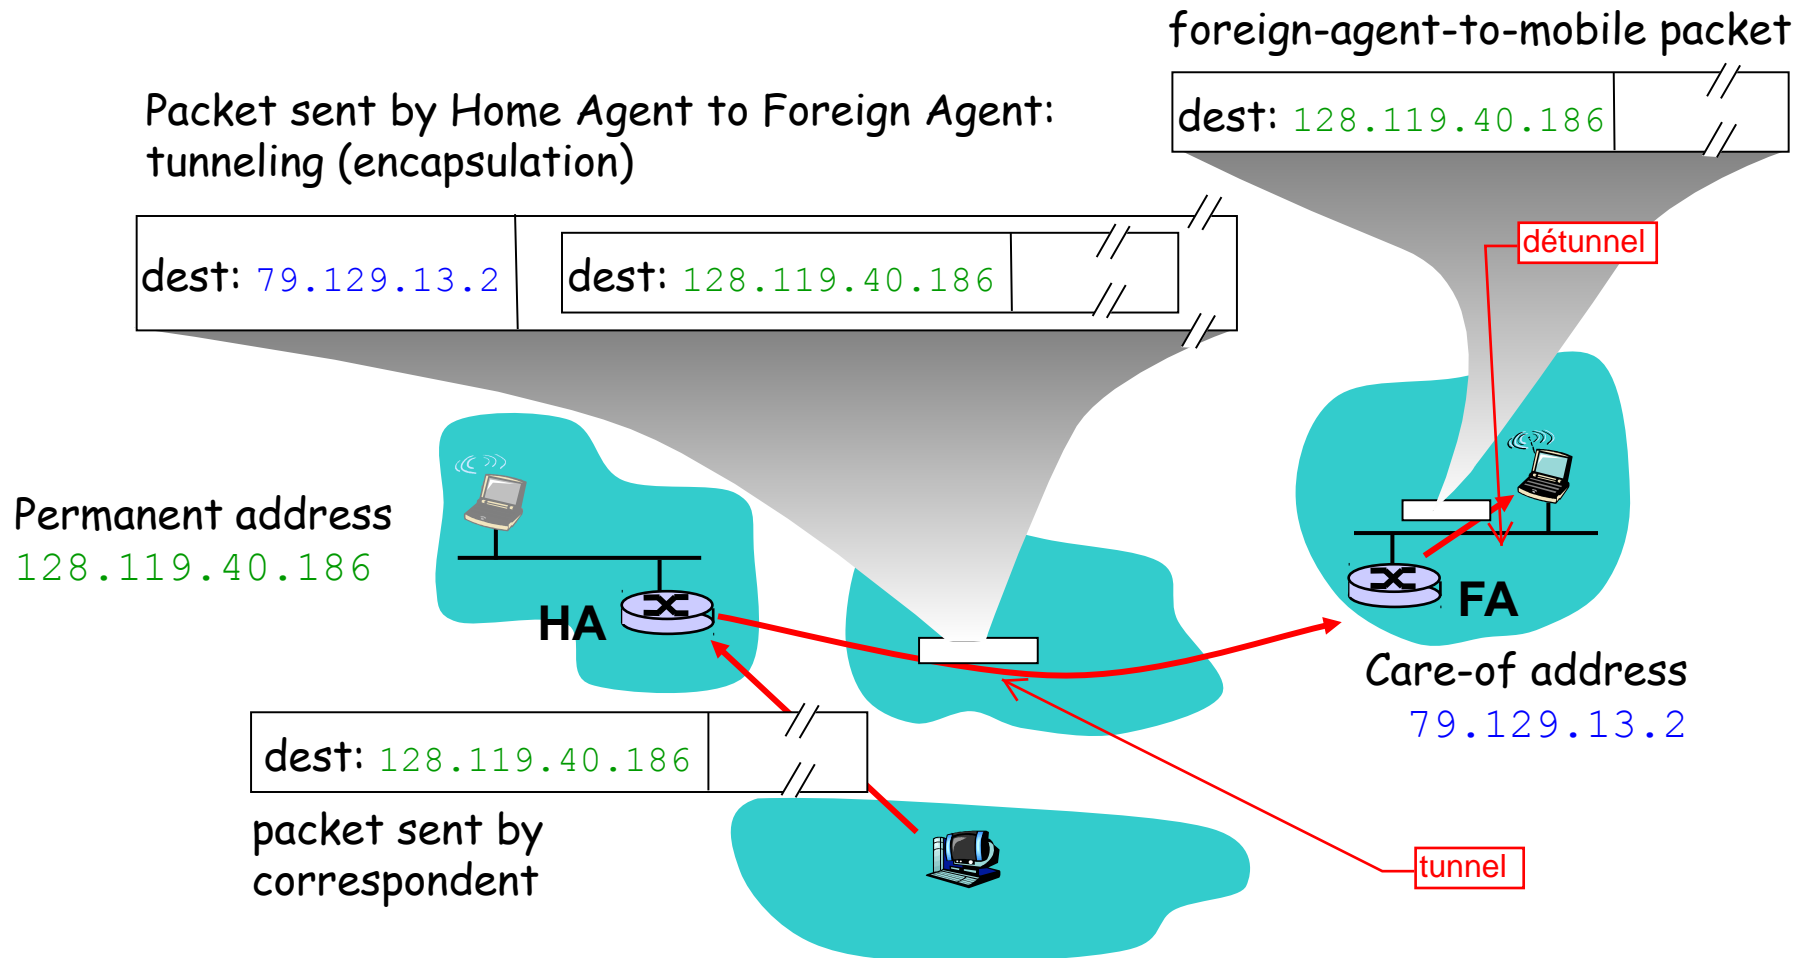 foreign-agent-to-mobile packet
dest: 128.119.40.186
Packet sent by Home Agent to Foreign Agent:
tunneling (encapsulation)
détunnel
dest: 79.129.13.2
dest: 128.119.40.186
Permanent address
128.119.40.186
HA
FA
Care-of address
79.129.13.2
dest: 128.119.40.186
packet sent by
correspondent
tunnel